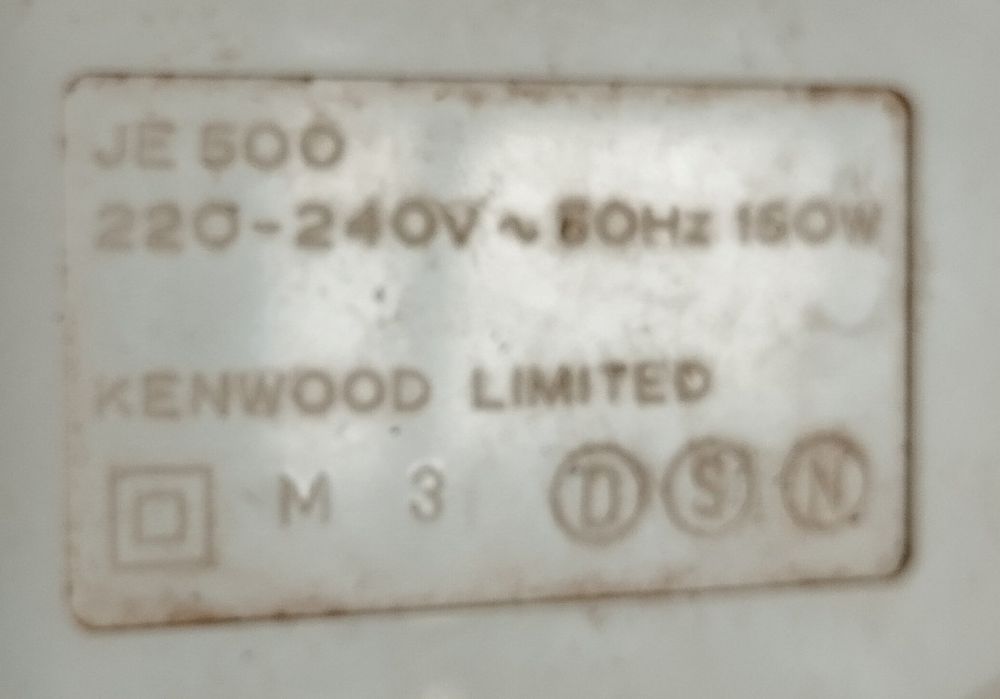 JE 500
220-240V ~ 50Hz 150W
KENWOOD LIMITED
M 3 D S N